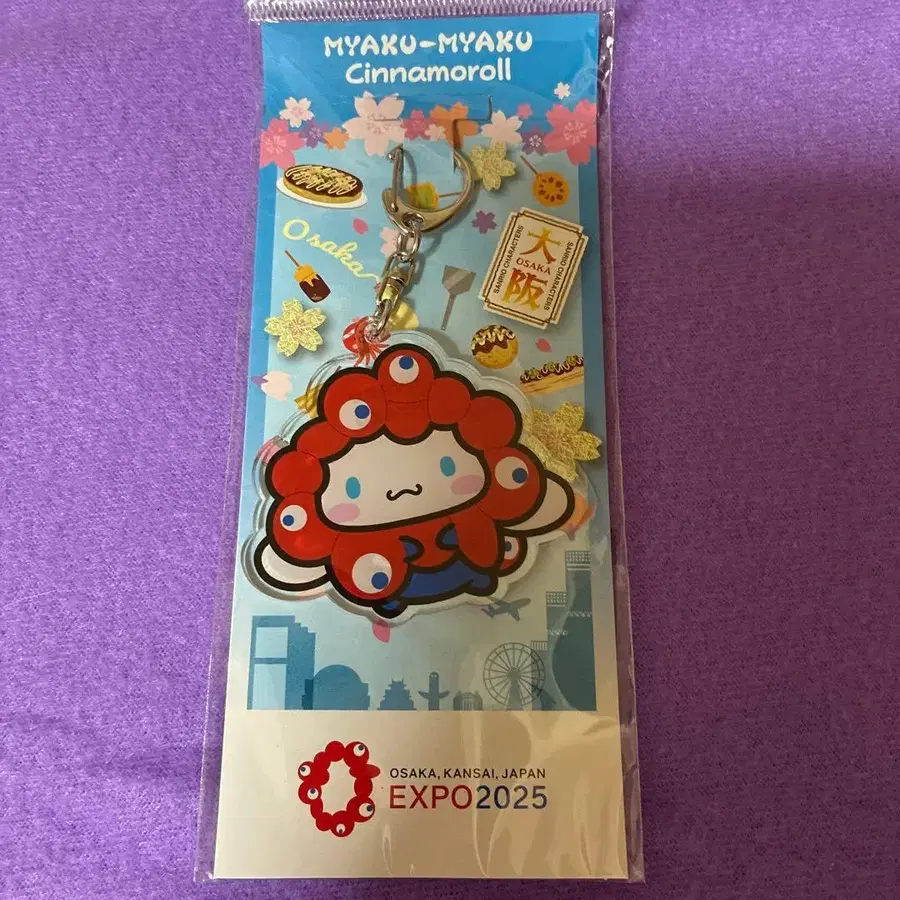 MYAKU-MYAKU
Cinnamoroll
Osaka
SANRIO CHARACTERS
大
OSAKA
阪
SANRIO CHARACTERS
OSAKA, KANSAI, JAPAN
EXPO2025